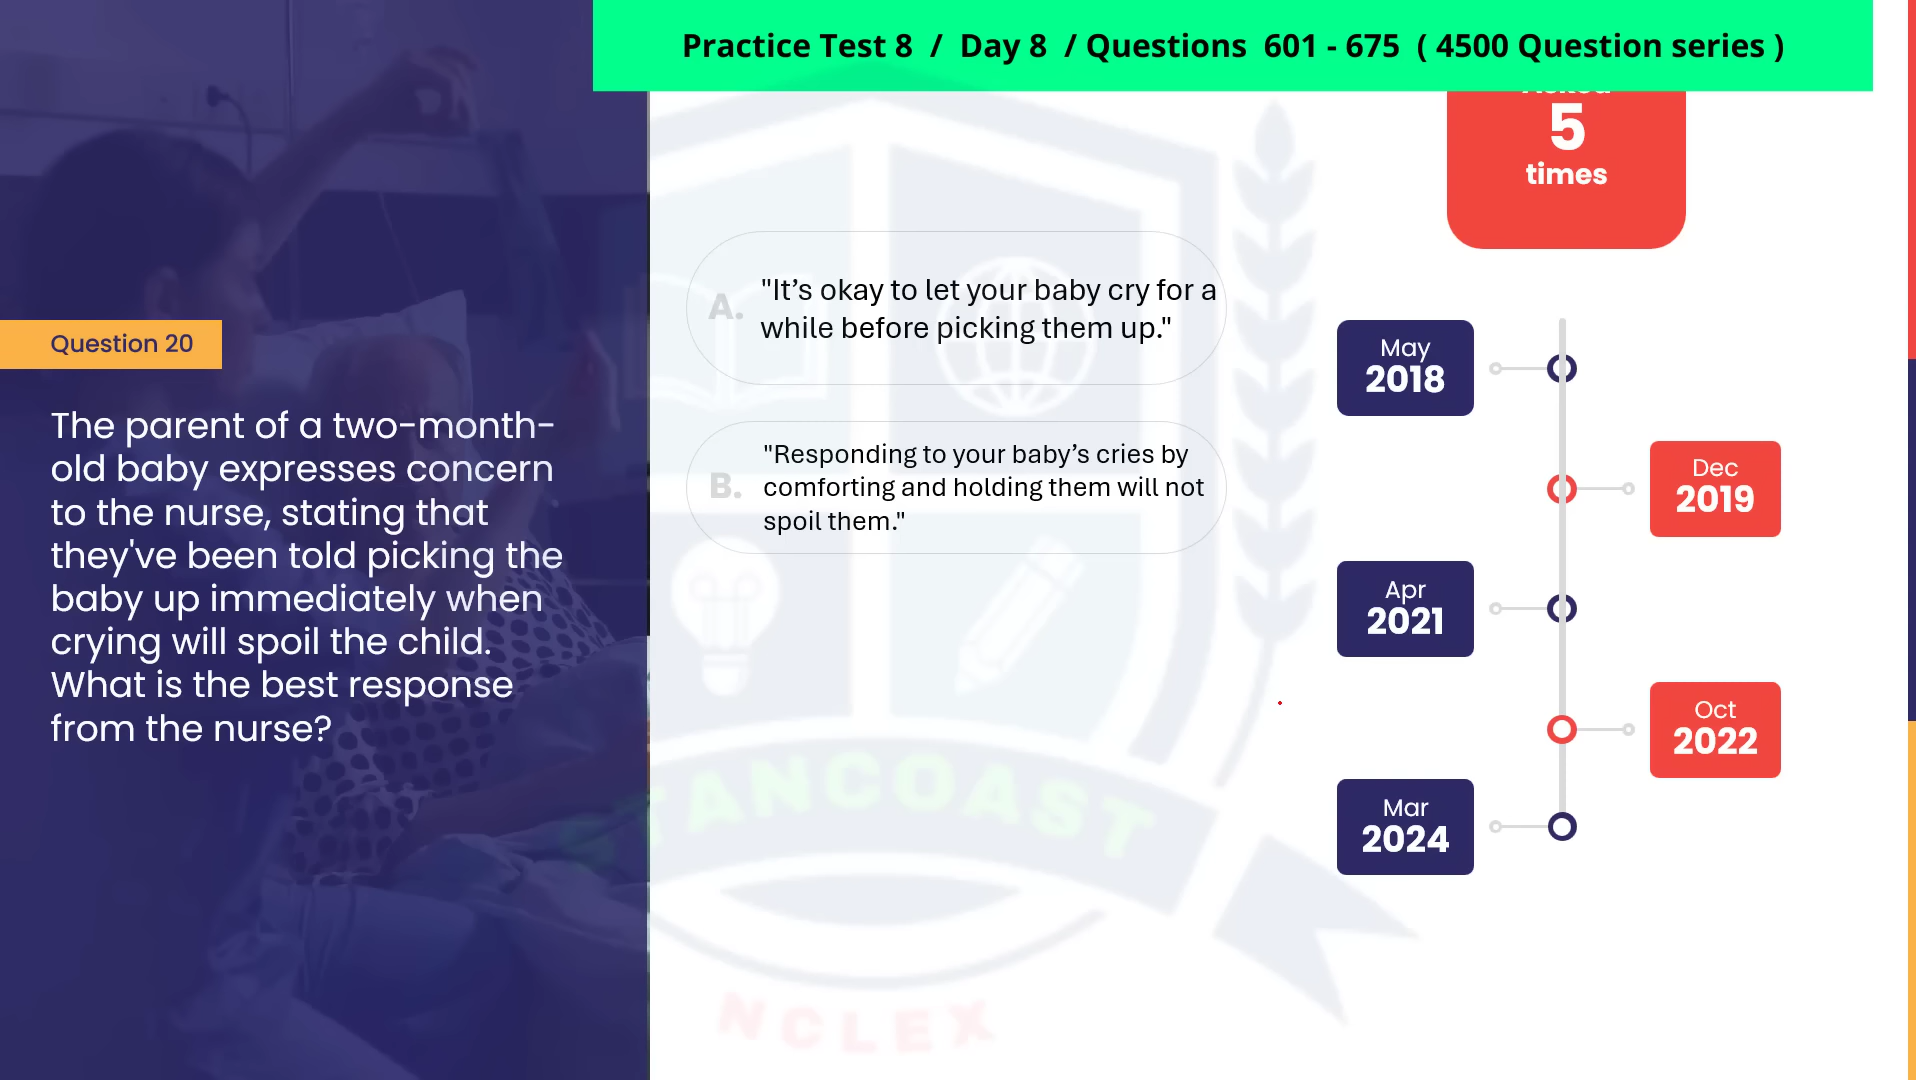 Practice Test 8 / Day 8 / Questions 601 - 675 ( 4500 Question series )
5
times
Question 20
The parent of a two-month-
old baby expresses concern
to the nurse, stating that
they've been told picking the
baby up immediately when
crying will spoil the child.
What is the best response
from the nurse?
A. "It’s okay to let your baby cry for a
while before picking them up."
B. "Responding to your baby’s cries by
comforting and holding them will not
spoil them."
May
2018
Dec
2019
Apr
2021
Oct
2022
Mar
2024
TANCOAST
NCLEX